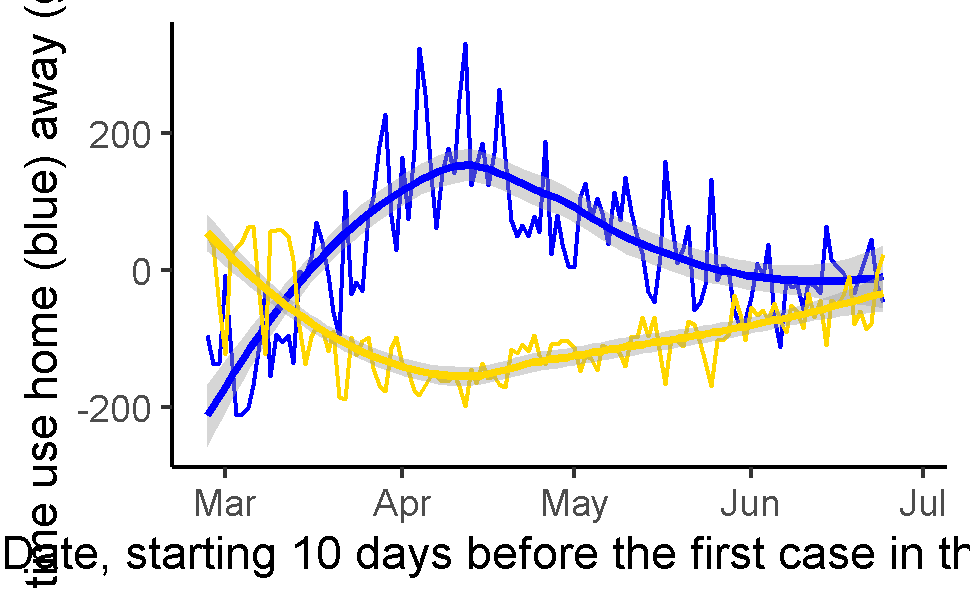 time use home (blue) away (
200
0
-200
Mar Apr May Jun Jul
Date, starting 10 days before the first case in th